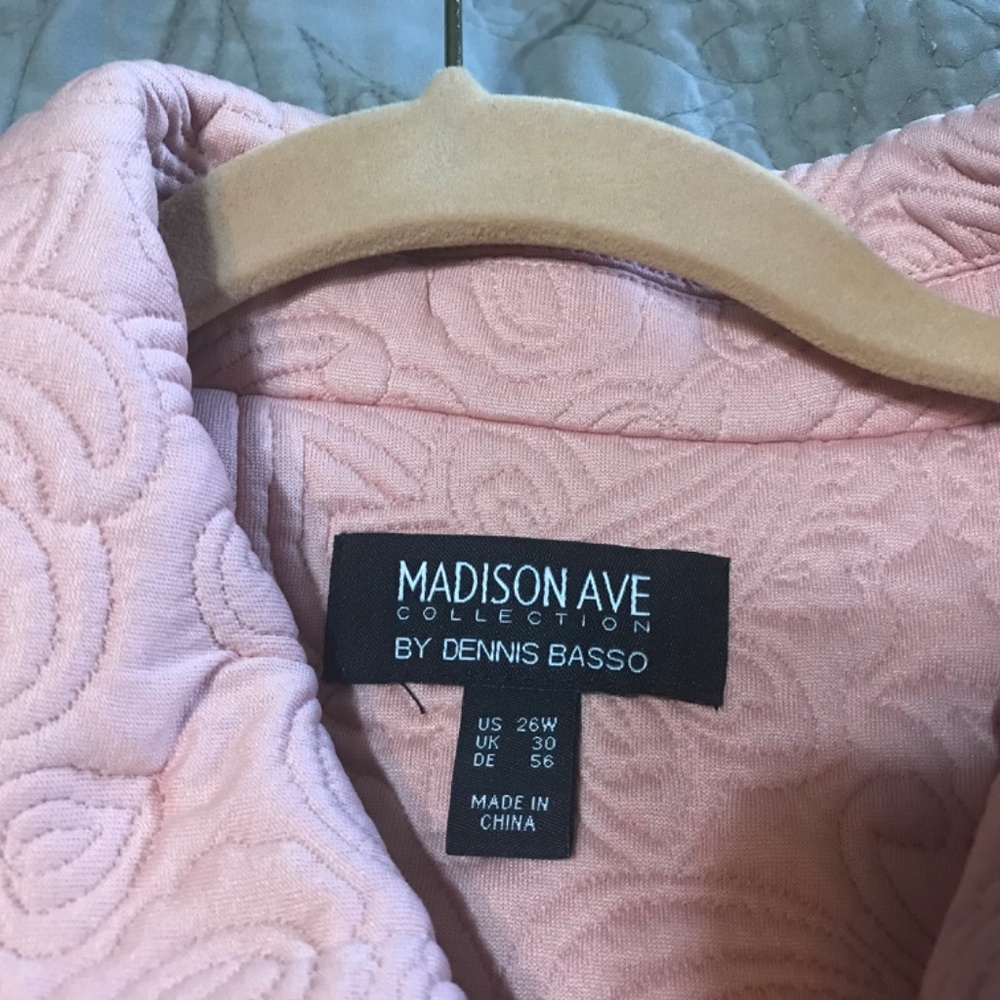 MADISON AVE
COLLECTION
BY DENNIS BASSO
US 26W
UK 30
DE 56
MADE IN
CHINA